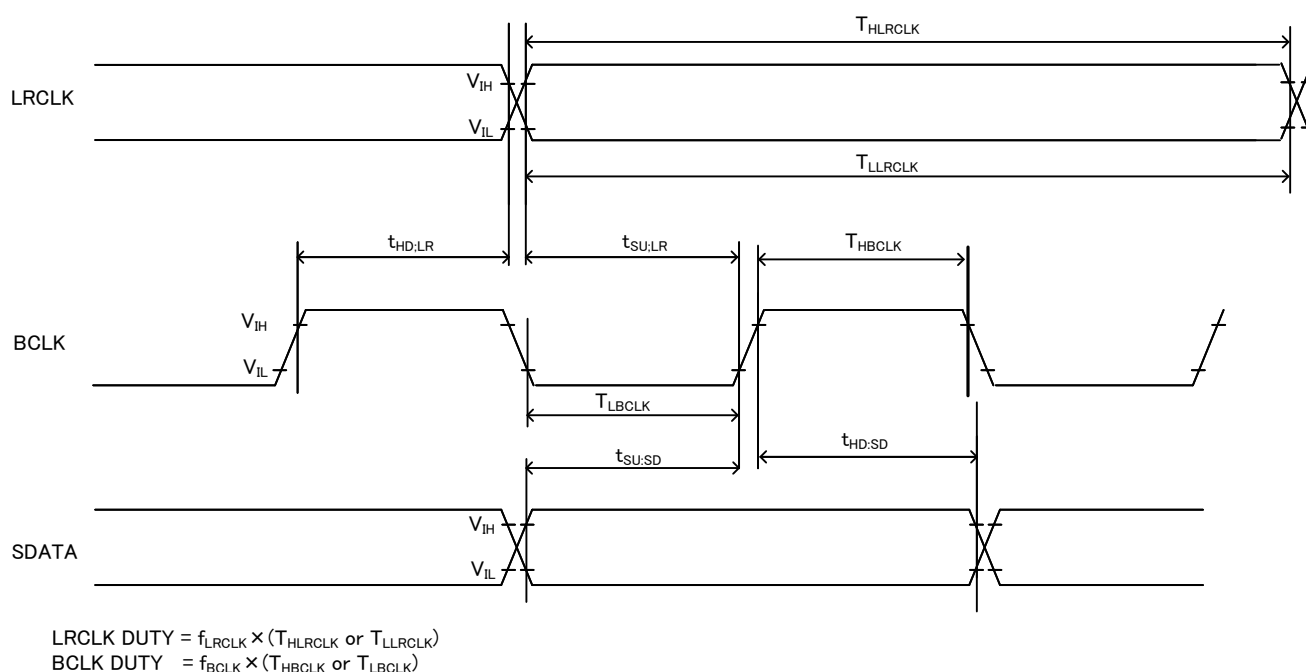 T_HLRCLK
V_IH
LRCLK
V_IL
T_LLRCLK
t_HD;LR
t_SU;LR
T_HBCLK
V_IH
BCLK
V_IL
T_LBCLK
t_SU:SD
t_HD:SD
V_IH
SDATA
V_IL
LRCLK DUTY = f_LRCLK × (T_HLRCLK or T_LLRCLK)
BCLK DUTY = f_BCLK × (T_HBCLK or T_LBCLK)